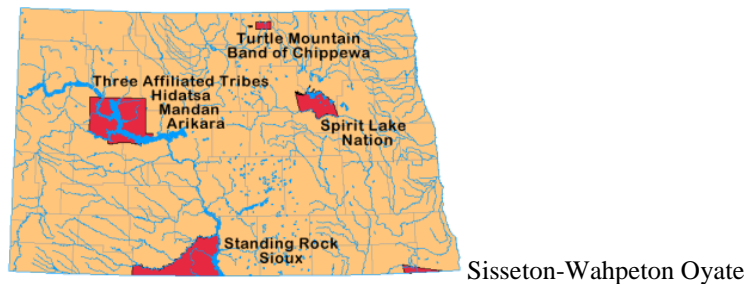 Turtle Mountain
Band of Chippewa
Three Affiliated Tribes
Hidatsa
Mandan
Arikara
Spirit Lake
Nation
Standing Rock
Sioux
Sisseton-Wahpeton Oyate